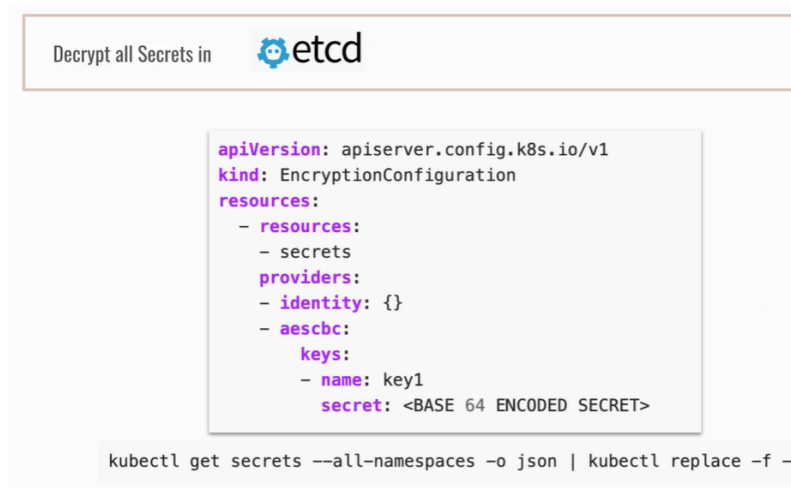 Decrypt all Secrets in etcd
apiVersion: apiserver.config.k8s.io/v1
kind: EncryptionConfiguration
resources:
  - resources:
    - secrets
    providers:
    - identity: {}
    - aescbc:
        keys:
        - name: key1
          secret: <BASE 64 ENCODED SECRET>
kubectl get secrets --all-namespaces -o json | kubectl replace -f -